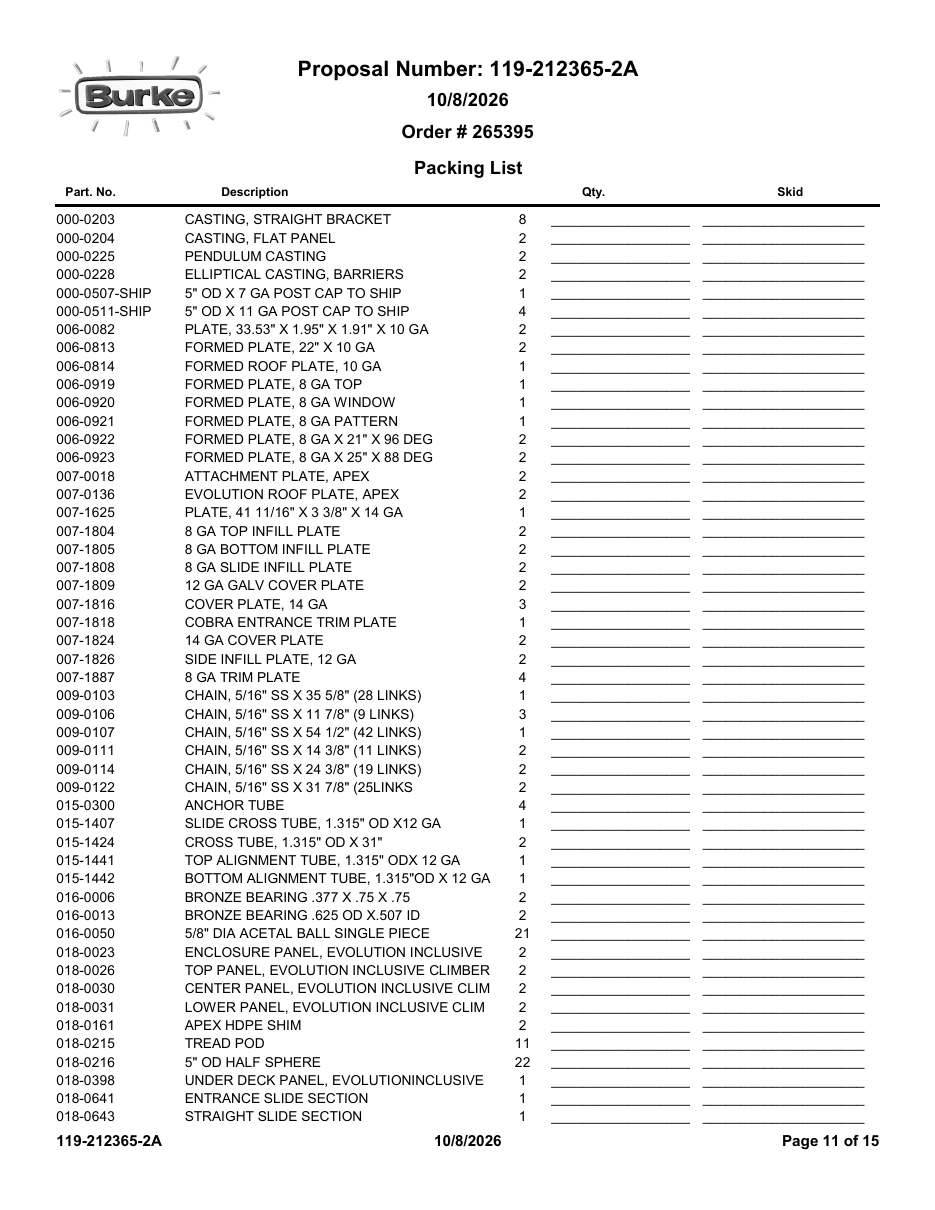 Burke
Proposal Number: 119-212365-2A
10/8/2026
Order # 265395
Packing List
Part. No. Description Qty. Skid
000-0203 CASTING, STRAIGHT BRACKET 8
000-0204 CASTING, FLAT PANEL 2
000-0225 PENDULUM CASTING 2
000-0228 ELLIPTICAL CASTING, BARRIERS 2
000-0507-SHIP 5" OD X 7 GA POST CAP TO SHIP 1
000-0511-SHIP 5" OD X 11 GA POST CAP TO SHIP 4
006-0082 PLATE, 33.53" X 1.95" X 1.91" X 10 GA 2
006-0813 FORMED PLATE, 22" X 10 GA 2
006-0814 FORMED ROOF PLATE, 10 GA 1
006-0919 FORMED PLATE, 8 GA TOP 1
006-0920 FORMED PLATE, 8 GA WINDOW 1
006-0921 FORMED PLATE, 8 GA PATTERN 1
006-0922 FORMED PLATE, 8 GA X 21" X 96 DEG 2
006-0923 FORMED PLATE, 8 GA X 25" X 88 DEG 2
007-0018 ATTACHMENT PLATE, APEX 2
007-0136 EVOLUTION ROOF PLATE, APEX 2
007-1625 PLATE, 41 11/16" X 3 3/8" X 14 GA 1
007-1804 8 GA TOP INFILL PLATE 2
007-1805 8 GA BOTTOM INFILL PLATE 2
007-1808 8 GA SLIDE INFILL PLATE 2
007-1809 12 GA GALV COVER PLATE 2
007-1816 COVER PLATE, 14 GA 3
007-1818 COBRA ENTRANCE TRIM PLATE 1
007-1824 14 GA COVER PLATE 2
007-1826 SIDE INFILL PLATE, 12 GA 2
007-1887 8 GA TRIM PLATE 4
009-0103 CHAIN, 5/16" SS X 35 5/8" (28 LINKS) 1
009-0106 CHAIN, 5/16" SS X 11 7/8" (9 LINKS) 3
009-0107 CHAIN, 5/16" SS X 54 1/2" (42 LINKS) 1
009-0111 CHAIN, 5/16" SS X 14 3/8" (11 LINKS) 2
009-0114 CHAIN, 5/16" SS X 24 3/8" (19 LINKS) 2
009-0122 CHAIN, 5/16" SS X 31 7/8" (25LINKS 2
015-0300 ANCHOR TUBE 4
015-1407 SLIDE CROSS TUBE, 1.315" OD X12 GA 1
015-1424 CROSS TUBE, 1.315" OD X 31" 2
015-1441 TOP ALIGNMENT TUBE, 1.315" ODX 12 GA 1
015-1442 BOTTOM ALIGNMENT TUBE, 1.315"OD X 12 GA 1
016-0006 BRONZE BEARING .377 X .75 X .75 2
016-0013 BRONZE BEARING .625 OD X.507 ID 2
016-0050 5/8" DIA ACETAL BALL SINGLE PIECE 21
018-0023 ENCLOSURE PANEL, EVOLUTION INCLUSIVE 2
018-0026 TOP PANEL, EVOLUTION INCLUSIVE CLIMBER 2
018-0030 CENTER PANEL, EVOLUTION INCLUSIVE CLIM 2
018-0031 LOWER PANEL, EVOLUTION INCLUSIVE CLIM 2
018-0161 APEX HDPE SHIM 2
018-0215 TREAD POD 11
018-0216 5" OD HALF SPHERE 22
018-0398 UNDER DECK PANEL, EVOLUTIONINCLUSIVE 1
018-0641 ENTRANCE SLIDE SECTION 1
018-0643 STRAIGHT SLIDE SECTION 1
119-212365-2A 10/8/2026 Page 11 of 15